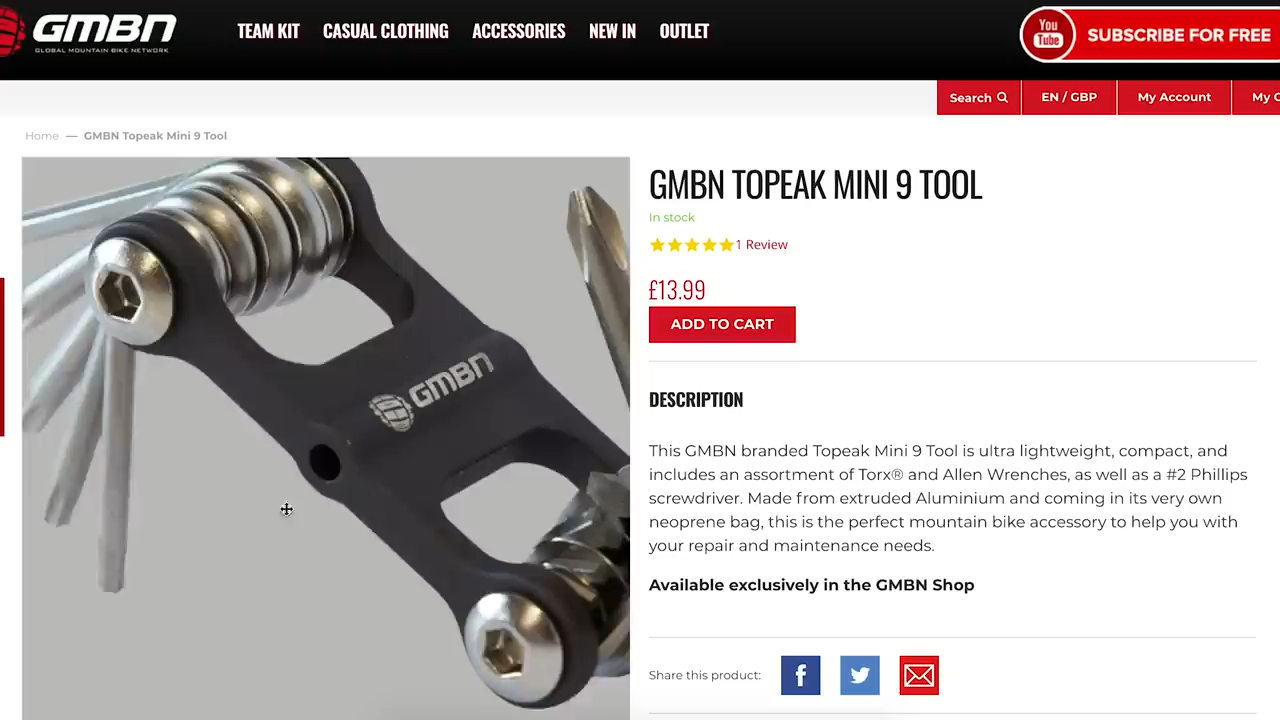 GMBN
GLOBAL MOUNTAIN BIKE NETWORK
TEAM KIT CASUAL CLOTHING ACCESSORIES NEW IN OUTLET
You Tube
SUBSCRIBE FOR FREE
Search EN / GBP My Account My
Home — GMBN Topeak Mini 9 Tool
GMBN
GMBN TOPEAK MINI 9 TOOL
In stock
1 Review
£13.99
ADD TO CART
DESCRIPTION
This GMBN branded Topeak Mini 9 Tool is ultra lightweight, compact, and
includes an assortment of Torx® and Allen Wrenches, as well as a #2 Phillips
screwdriver. Made from extruded Aluminium and coming in its very own
neoprene bag, this is the perfect mountain bike accessory to help you with
your repair and maintenance needs.
Available exclusively in the GMBN Shop
Share this product: